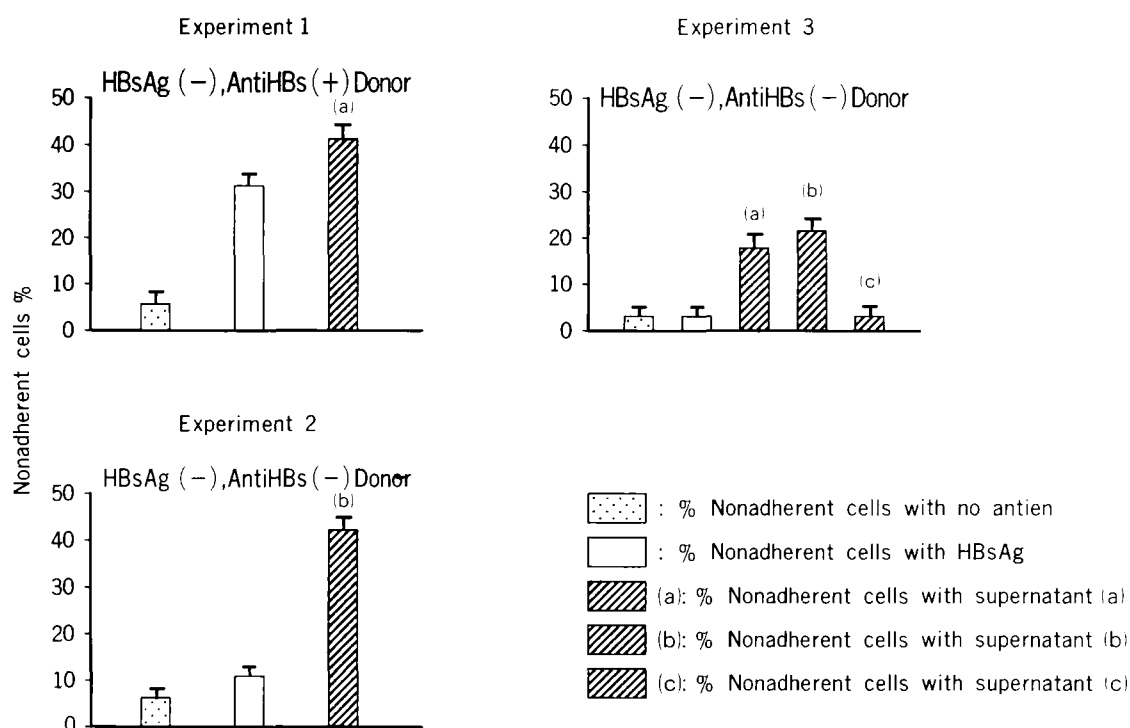 Experiment 1
HBsAg (−), AntiHBs (+) Donor
(a)
50
40
30
20
10
0
Nonadherent cells %
Experiment 2
HBsAg (−), AntiHBs (−) Donor
(b)
50
40
30
20
10
0
Experiment 3
HBsAg (−), AntiHBs (−) Donor
50
40
30
20
10
0
(a)
(b)
(c)
: % Nonadherent cells with no antien
: % Nonadherent cells with HBsAg
(a): % Nonadherent cells with supernatant (a)
(b): % Nonadherent cells with supernatant (b)
(c): % Nonadherent cells with supernatant (c)